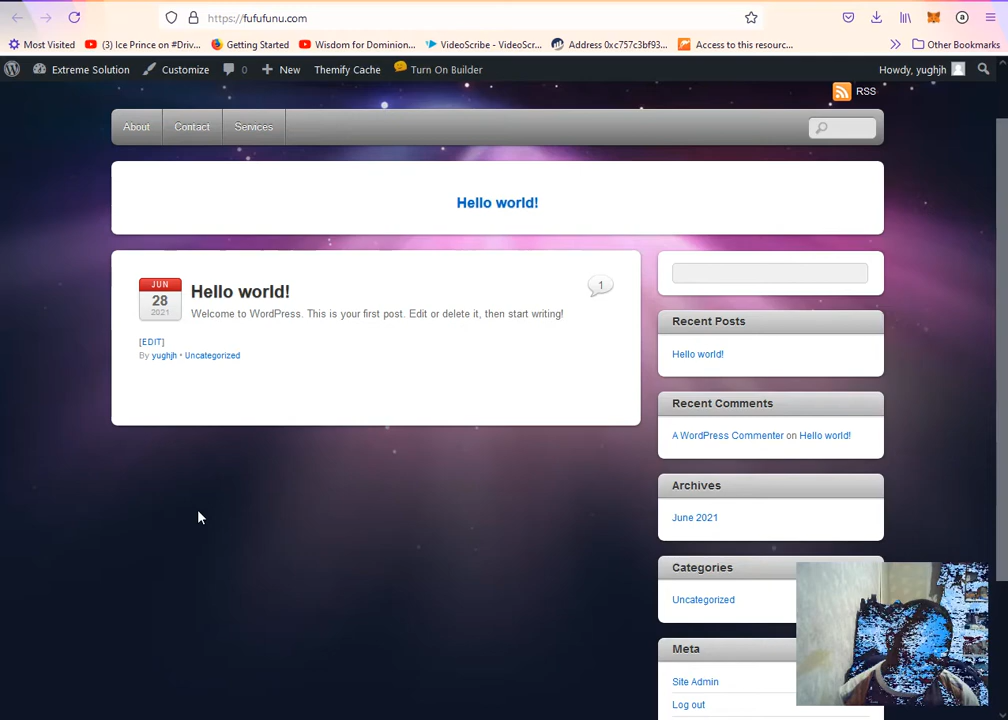 https://fufufunu.com
Most Visited
(3) Ice Prince on #Driv...
Getting Started
Wisdom for Dominion...
VideoScribe - VideoScr...
Address 0xc757c3bf93...
Access to this resourc...
Other Bookmarks
Extreme Solution
Customize
0
New
Themify Cache
Turn On Builder
Howdy, yughjh
RSS
About
Contact
Services
Hello world!
JUN
28
2021
Hello world!
1
Welcome to WordPress. This is your first post. Edit or delete it, then start writing!
[EDIT]
By yughjh • Uncategorized
Recent Posts
Hello world!
Recent Comments
A WordPress Commenter on Hello world!
Archives
June 2021
Categories
Uncategorized
Meta
Site Admin
Log out